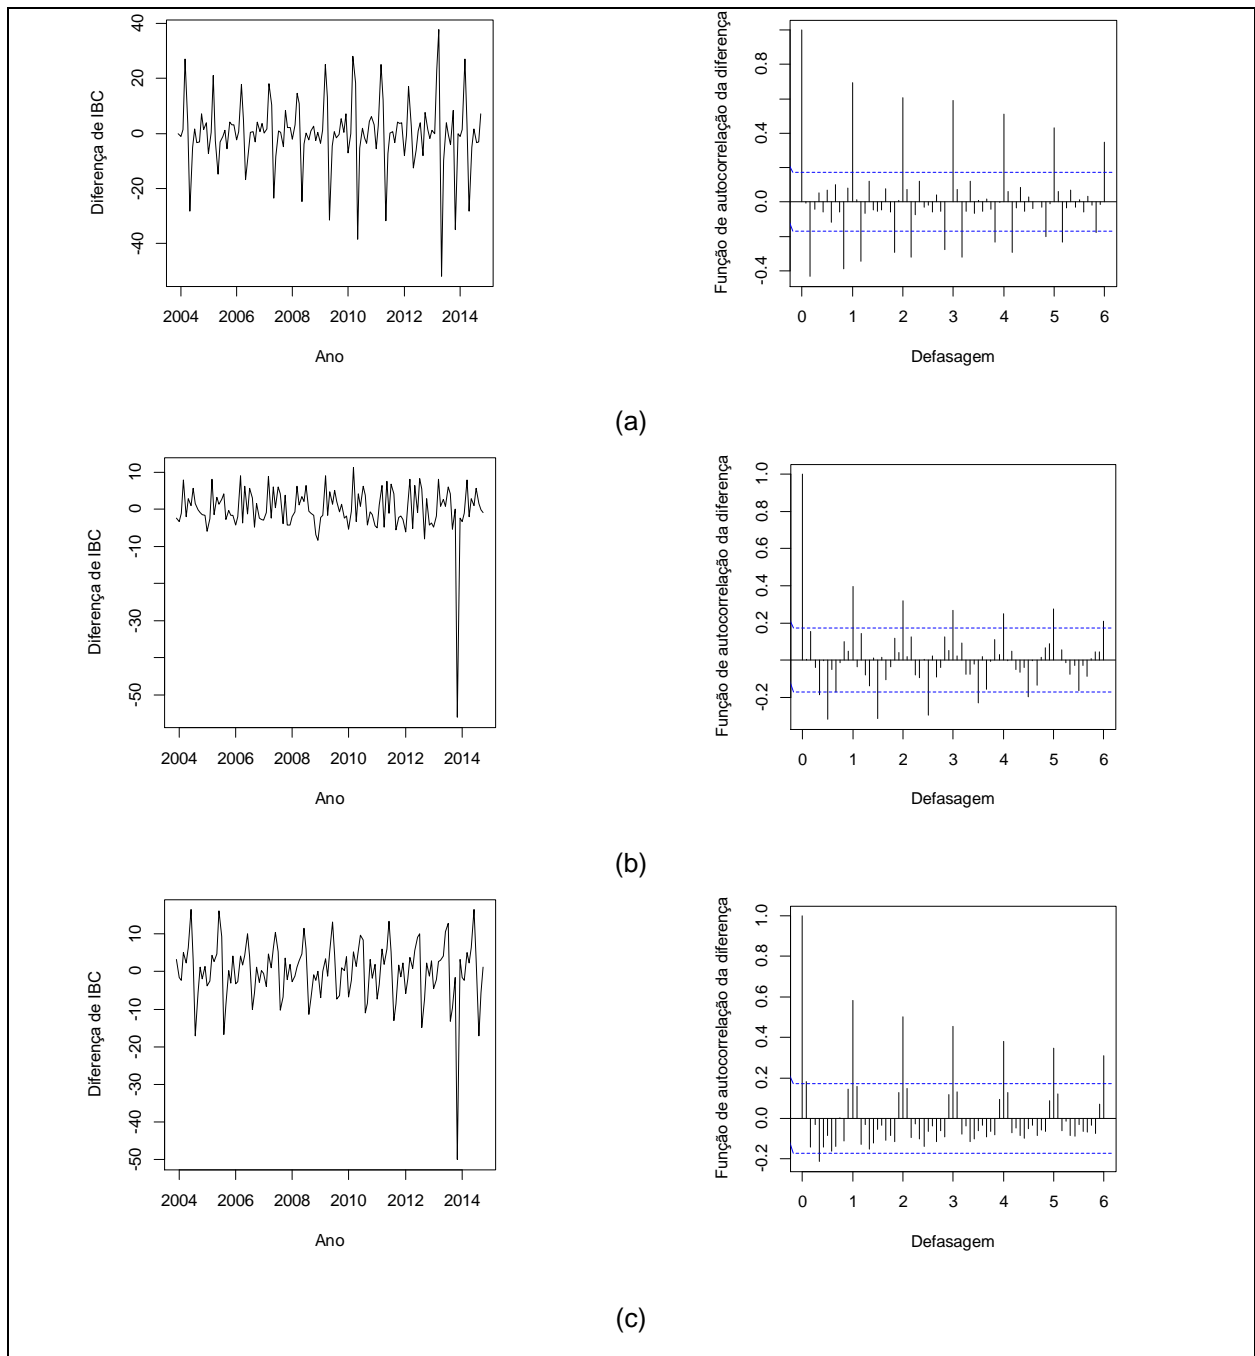 Diferença de IBC
40
20
0
-20
-40
2004 2006 2008 2010 2012 2014
Ano
Função de autocorrelação da diferença
0.8
0.4
0.0
-0.4
0 1 2 3 4 5 6
Defasagem
(a)
Diferença de IBC
10
0
-10
-30
-50
2004 2006 2008 2010 2012 2014
Ano
Função de autocorrelação da diferença
1.0
0.8
0.6
0.4
0.2
0.0
-0.2
0 1 2 3 4 5 6
Defasagem
(b)
Diferença de IBC
10
0
-10
-20
-30
-40
-50
2004 2006 2008 2010 2012 2014
Ano
Função de autocorrelação da diferença
1.0
0.8
0.6
0.4
0.2
0.0
-0.2
0 1 2 3 4 5 6
Defasagem
(c)